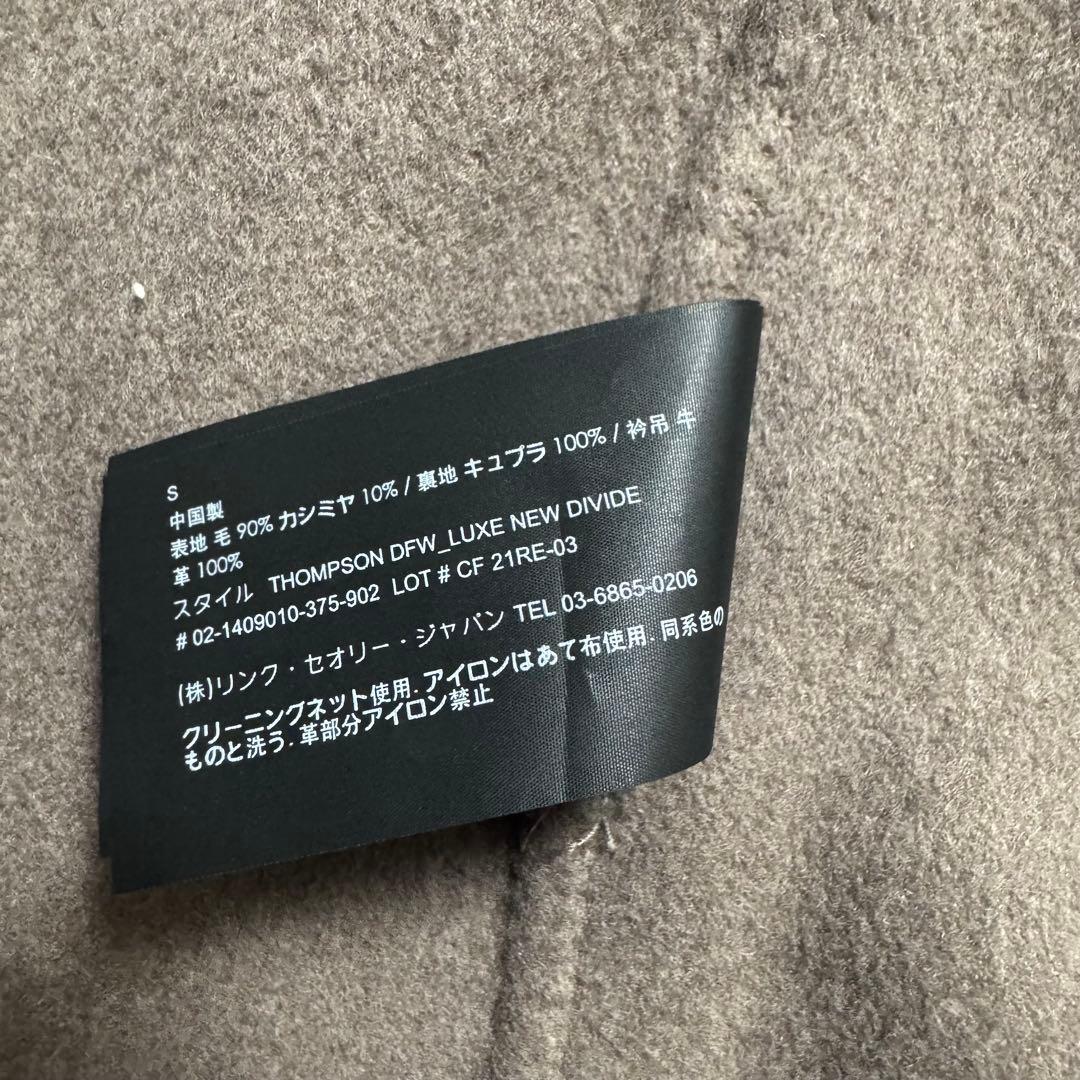 S
中国製
表地 毛 90% カシミヤ 10% / 裏地 キュプラ 100% / 衿吊 牛
革 100%
スタイル THOMPSON DFW_LUXE NEW DIVIDE
# 02-1409010-375-902 LOT # CF 21RE-03
(株)リンク・セオリー・ジャパン TEL 03-6865-0206
クリーニングネット使用. アイロンはあて布使用. 同系色の
ものと洗う. 革部分アイロン禁止